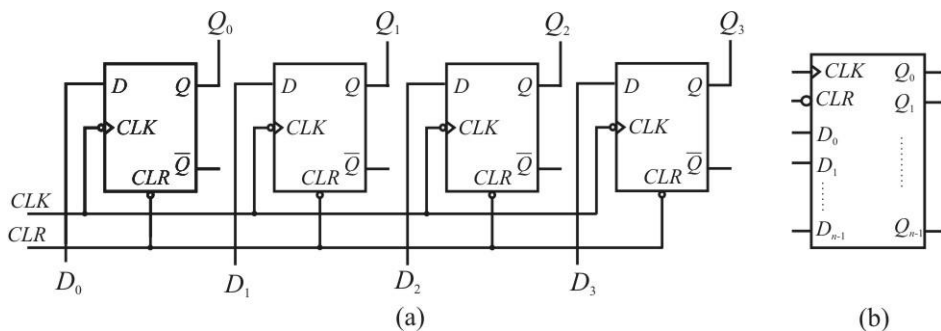 Q0 Q1 Q2 Q3
D Q D Q D Q D Q
CLK CLK CLK CLK
Q̅ Q̅ Q̅ Q̅
CLR CLR CLR CLR
CLK
CLR
D0 D1 D2 D3
(a)
CLK Q0
CLR Q1
D0
D1
Dn-1 Qn-1
(b)